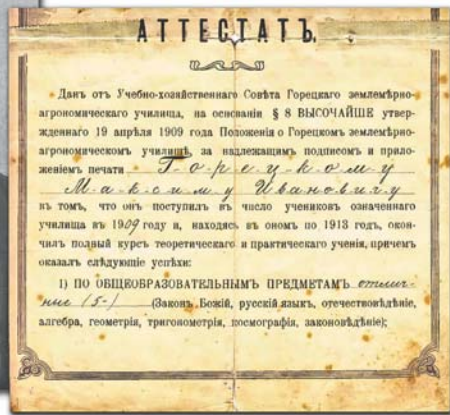 АТТЕСТАТЪ.
Данъ отъ Учебно-хозяйственнаго Совѣта Горецкаго землемѣрно-
агрономическаго училища, на основаніи § 8 ВЫСОЧАЙШЕ утвер-
жденнаго 19 апрѣля 1909 года Положенія о Горецкомъ землемѣрно-
агрономическомъ училищѣ, за надлежащимъ подписомъ и прило-
женіемъ печати Г-о-р-е-ц-к-о-м-у
М-а-к-с-и-м-у Ивановичу
въ томъ, что онъ поступилъ въ число учениковъ означеннаго
училища въ 1909 году и, находясь въ ономъ по 1913 годъ, окон-
чилъ полный курсъ теоретическаго и практическаго ученія, причемъ
оказалъ слѣдующіе успѣхи:
1) ПО ОБЩЕОБРАЗОВАТЕЛЬНЫМЪ ПРЕДМЕТАМЪ отлич-
ные (5-) (Законъ Божій, русскій языкъ, отечествовѣдѣніе,
алгебра, геометрія, тригонометрія, космографія, законовѣдѣніе);